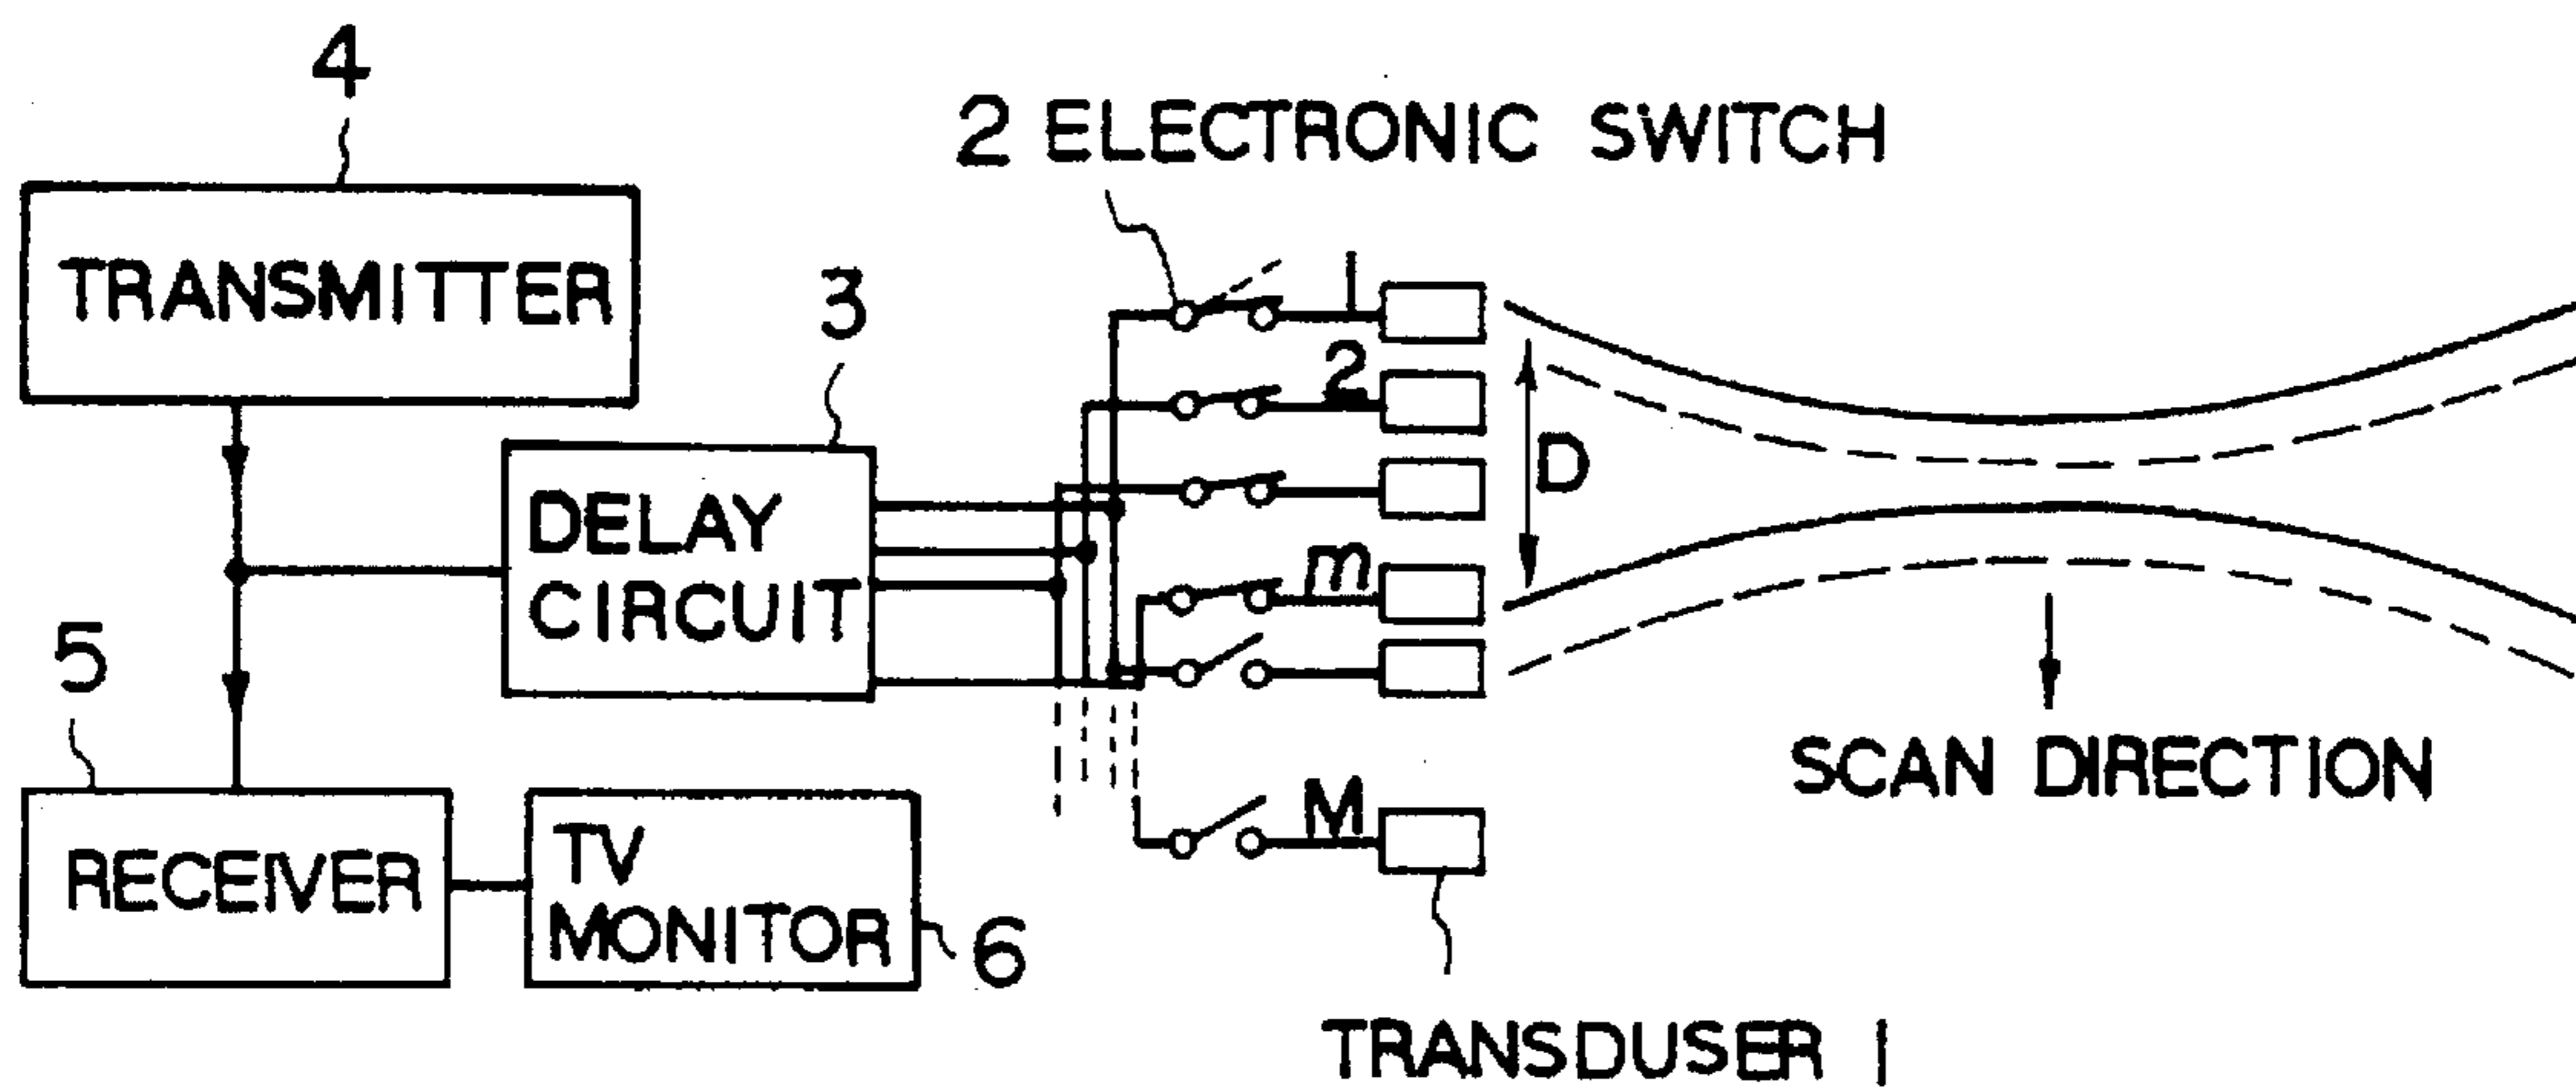 4
2 ELECTRONIC SWITCH
TRANSMITTER
3
1
2
D
DELAY
CIRCUIT
m
5
SCAN DIRECTION
M
RECEIVER
TV
MONITOR
6
TRANSDUSER 1